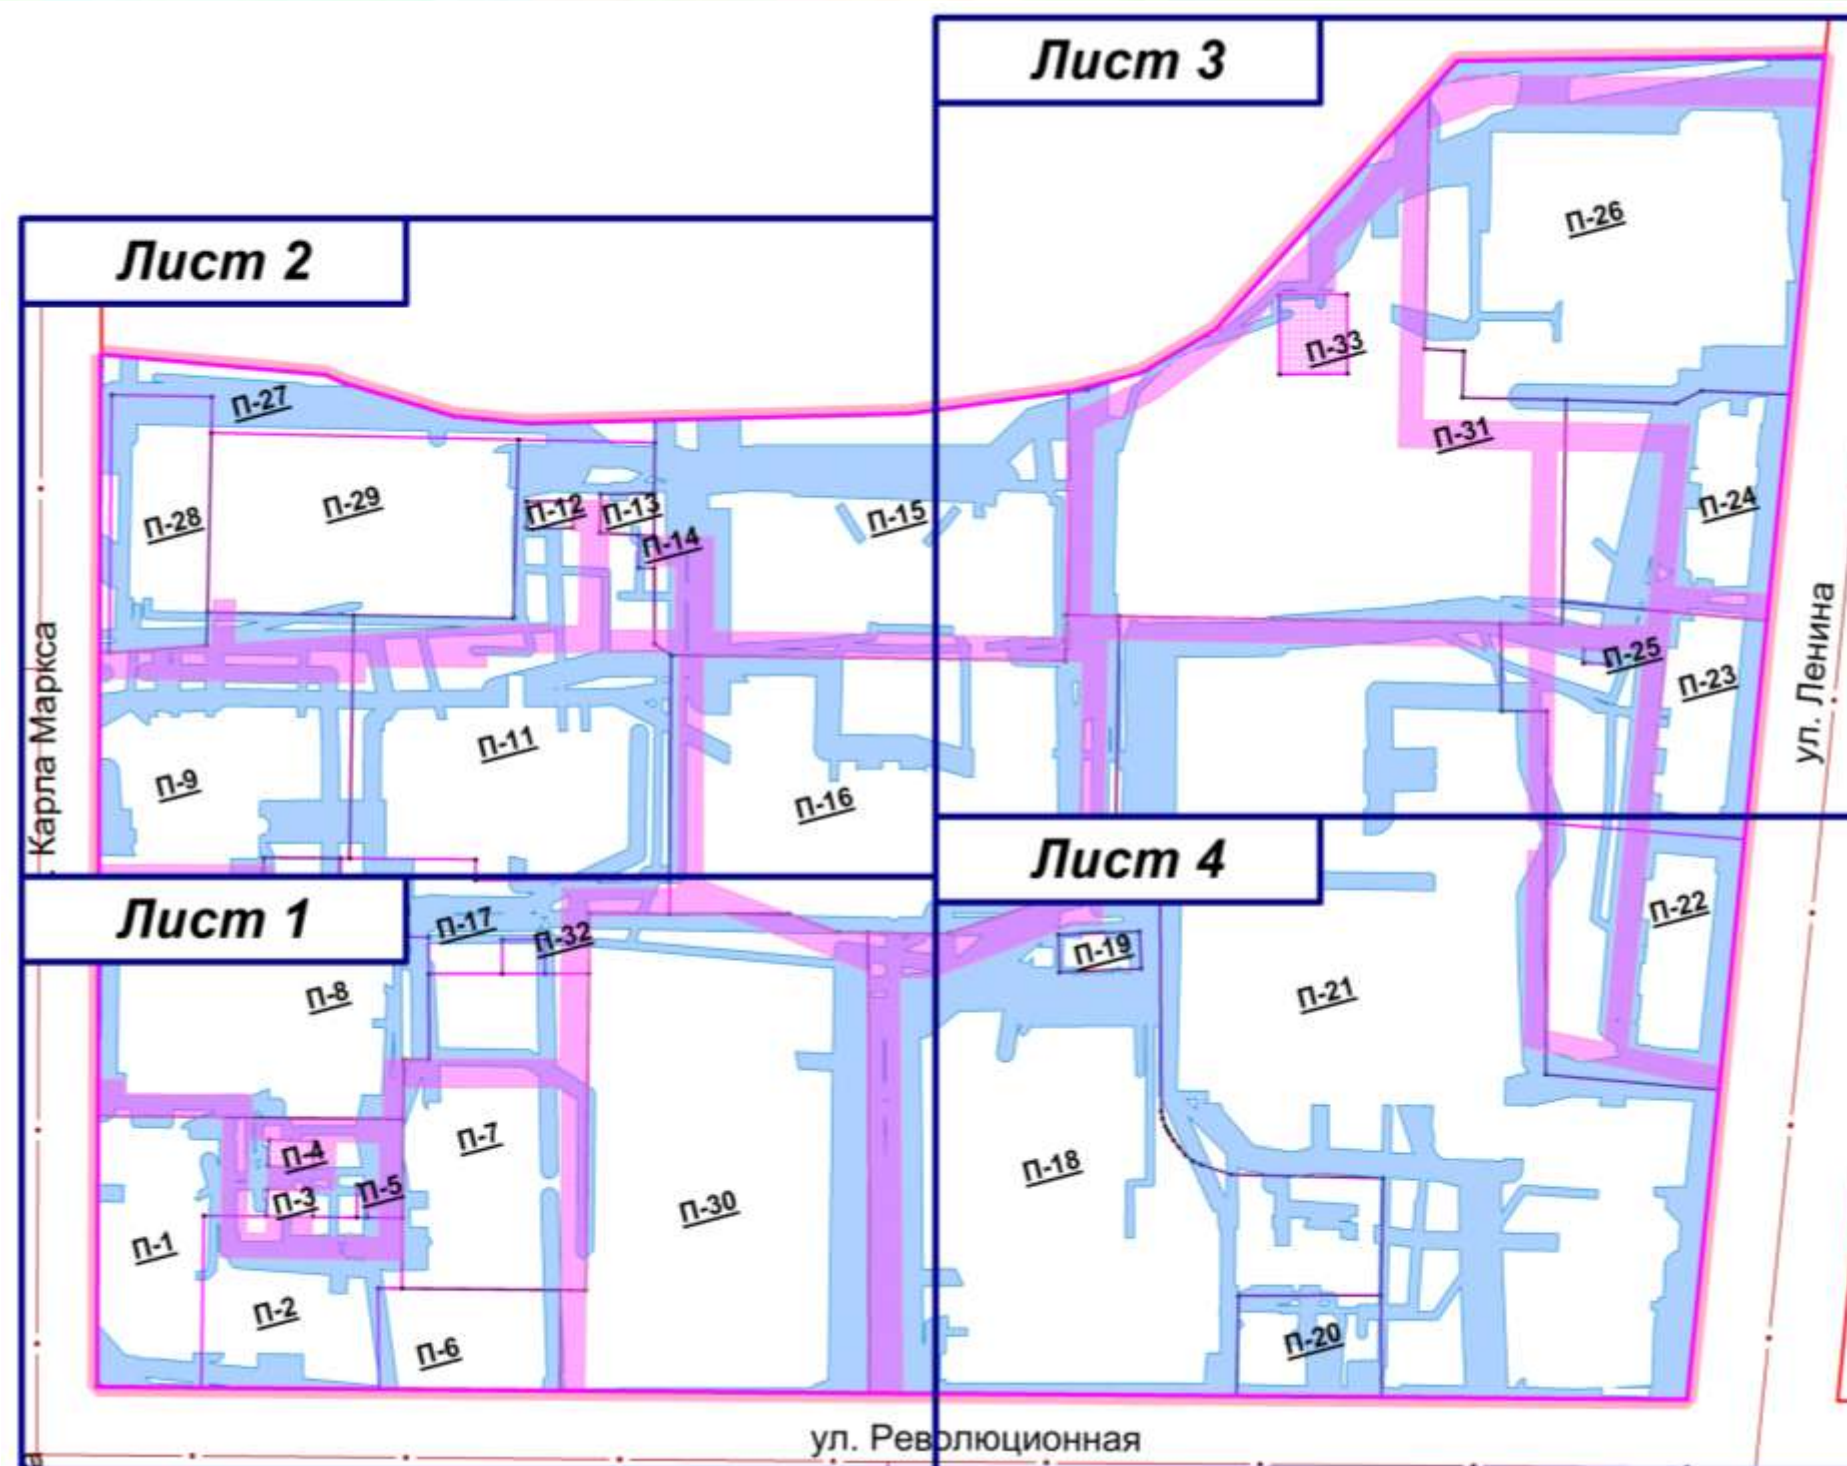 Лист 3
П-26
Лист 2
П-33
П-27
П-31
П-29
П-28
П-12
П-13
П-15
П-24
П-14
П-25
П-23
П-11
П-9
П-16
Карла Маркса
ул. Ленина
Лист 4
Лист 1
П-17
П-32
П-22
П-19
П-8
П-21
П-7
П-4
П-18
П-5
П-3
П-30
П-1
П-2
П-20
П-6
ул. Революционная